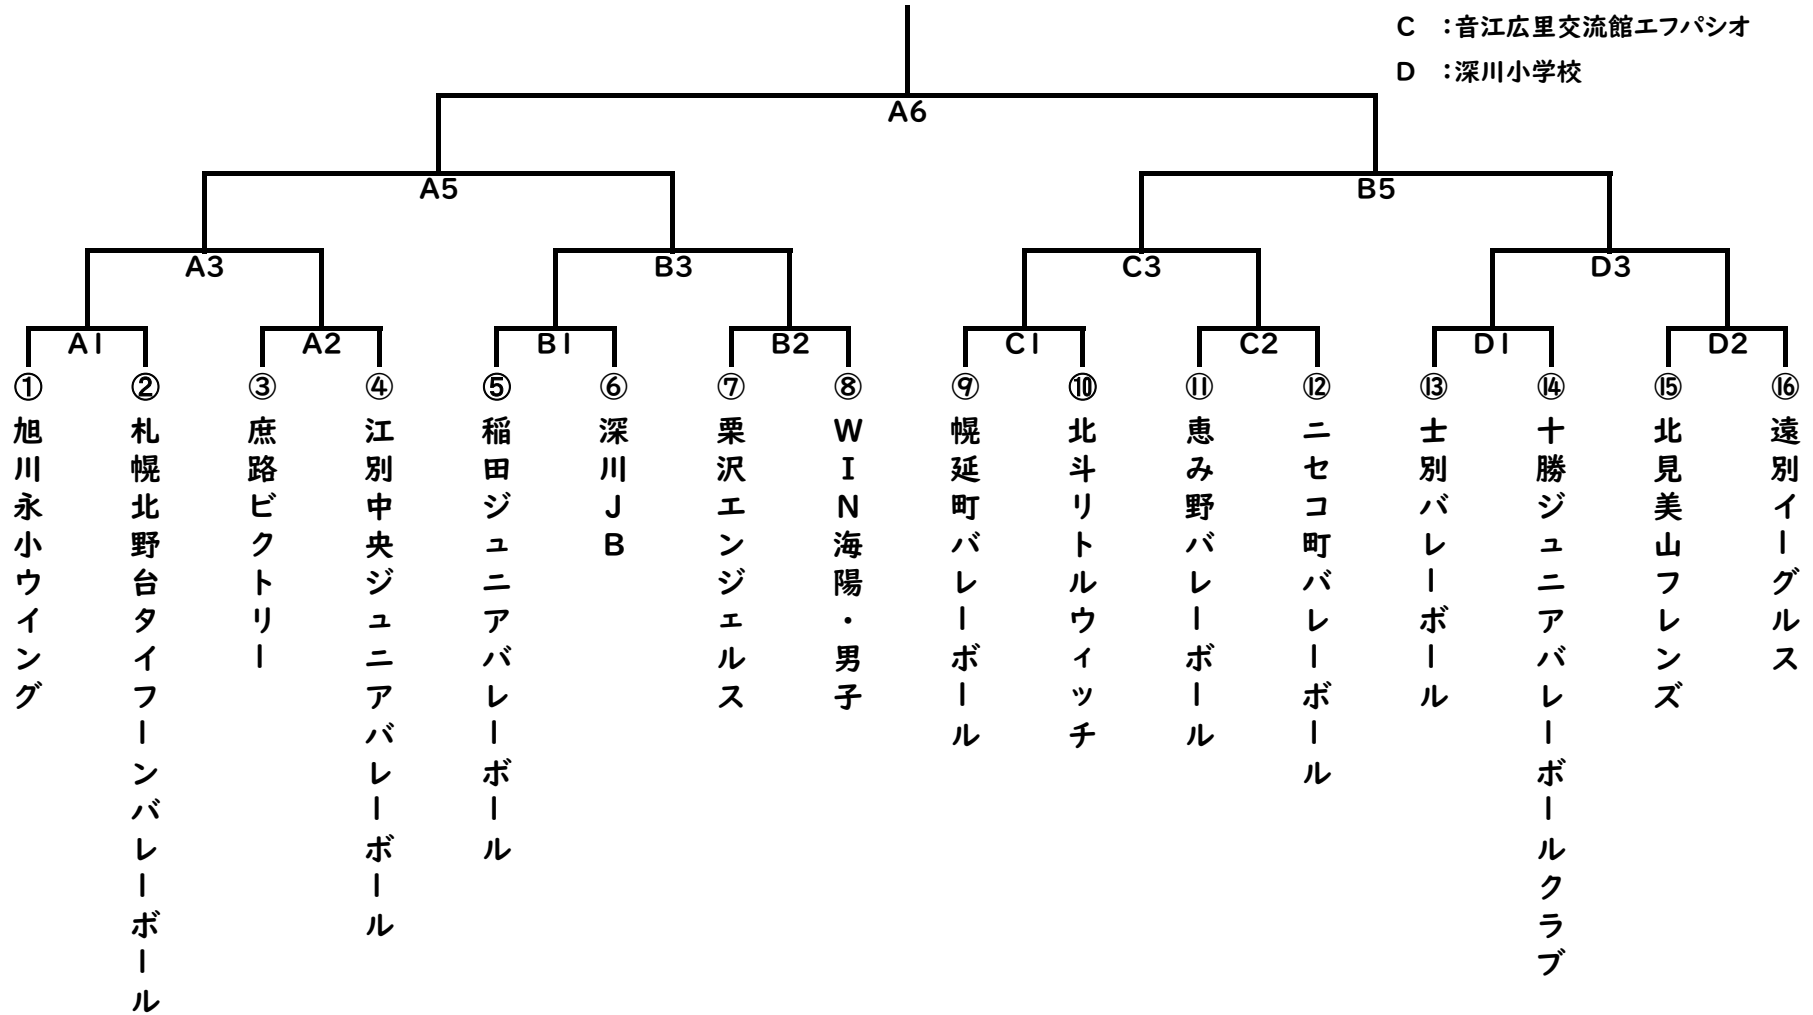 C ：音江広里交流館エフパシオ
D ：深川小学校
A6
A5
B5
A3
B3
C3
D3
A1
A2
B1
B2
C1
C2
D1
D2
① 旭川永小ウイング
② 札幌北野台タイフーンバレーボール
③ 庶路ビクトリー
④ 江別中央ジュニアバレーボール
⑤ 稲田ジュニアバレーボール
⑥ 深川JB
⑦ 栗沢エンジェルス
⑧ WIN海陽・男子
⑨ 幌延町バレーボール
⑩ 北斗リトルウィッチ
⑪ 恵み野バレーボール
⑫ ニセコ町バレーボール
⑬ 士別バレーボール
⑭ 十勝ジュニアバレーボールクラブ
⑮ 北見美山フレンズ
⑯ 遠別イーグルス